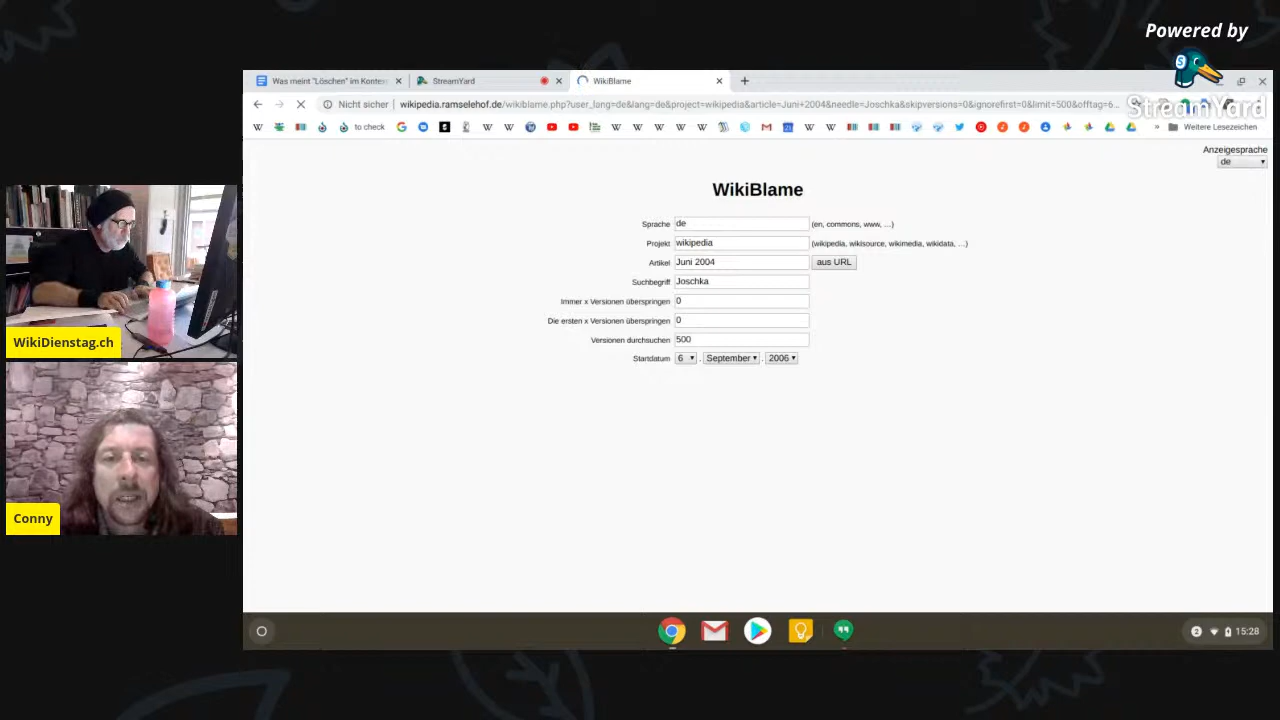 Powered by
StreamYard
Was meint "Löschen" im Kontex
StreamYard
WikiBlame
Nicht sicher
wikipedia.ramselehof.de/wikiblame.php?user_lang=de&lang=de&project=wikipedia&article=Juni+2004&needle=Joschka&skipversions=0&ignorefirst=0&limit=500&offtag=6...
to check
Weitere Lesezeichen
Anzeigesprache
de
WikiBlame
Sprache de (en, commons, www, …)
Projekt wikipedia (wikipedia, wikisource, wikimedia, wikidata, …)
Artikel Juni 2004 aus URL
Suchbegriff Joschka
Immer x Versionen überspringen 0
Die ersten x Versionen überspringen 0
Versionen durchsuchen 500
Startdatum 6 . September . 2006
WikiDienstag.ch
Conny
2 15:28